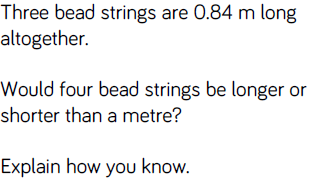 Three bead strings are 0.84 m long
altogether.
Would four bead strings be longer or
shorter than a metre?
Explain how you know.